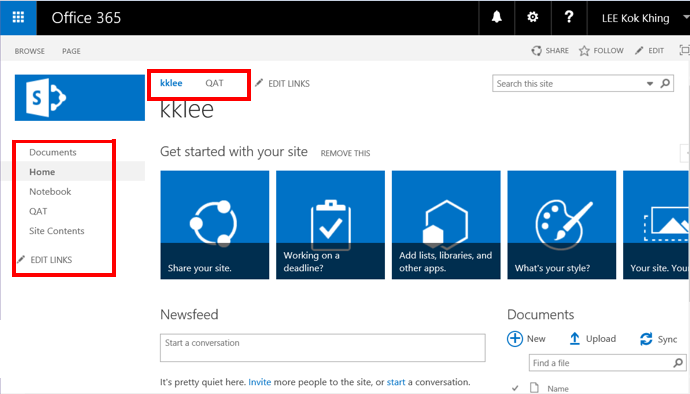 Office 365
? LEE Kok Khing
BROWSE PAGE SHARE FOLLOW EDIT
S
kklee QAT EDIT LINKS
Search this site
kklee
Documents
Home
Notebook
QAT
Site Contents
EDIT LINKS
Get started with your site REMOVE THIS
Share your site.
Working on a
deadline?
Add lists, libraries, and
other apps.
What's your style?
Your site. You
Newsfeed
Start a conversation
It's pretty quiet here. Invite more people to the site, or start a conversation.
Documents
New Upload Sync
Find a file
Name